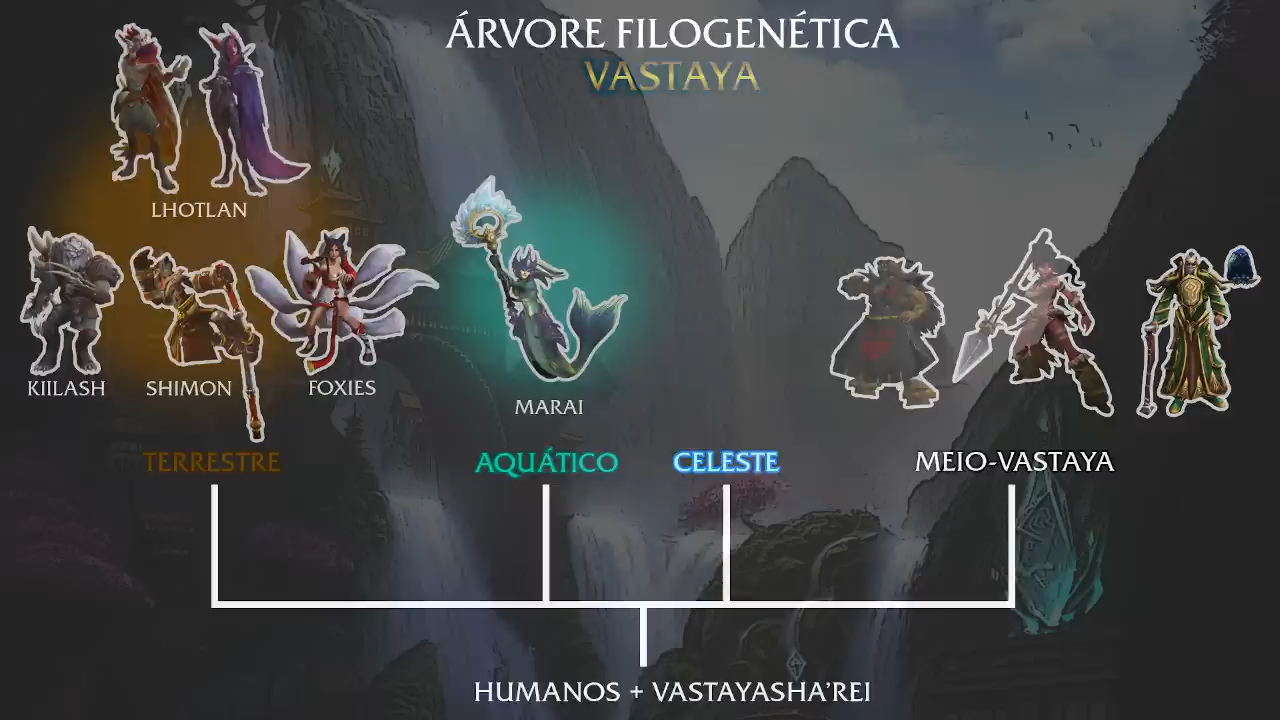 ÁRVORE FILOGENÉTICA
VASTAYA
LHOTLAN
KIILASH
SHIMON
FOXIES
MARAI
TERRESTRE
AQUÁTICO
CELESTE
MEIO-VASTAYA
HUMANOS + VASTAYASHA'REI